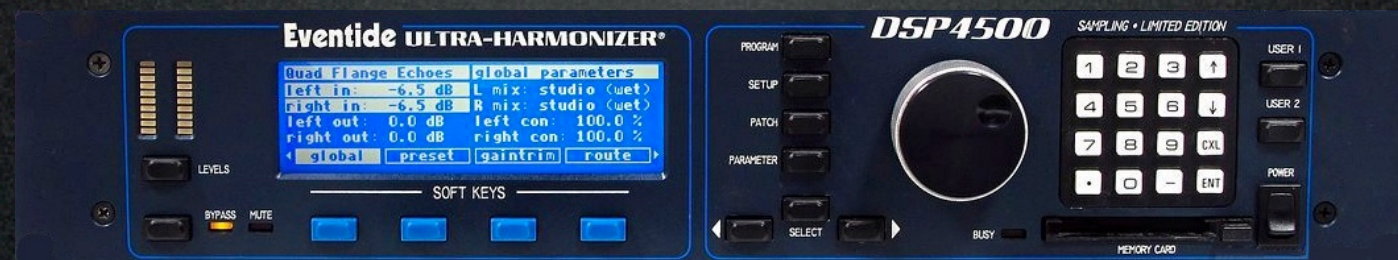 Eventide ULTRA-HARMONIZER®
Quad Flange Echoes global parameters
left in: -6.5 dB L mix: studio (wet)
right in: -6.5 dB R mix: studio (wet)
left out: 0.0 dB left con: 100.0 %
right out: 0.0 dB right con: 100.0 %
global preset gaintrim route
LEVELS
SOFT KEYS
BYPASS MUTE
DSP4500
SAMPLING • LIMITED EDITION
PROGRAM
SETUP
PATCH
PARAMETER
SELECT
1 2 3 ↑
4 5 6 ↓
7 8 9 CXL
• 0 - ENT
USER 1
USER 2
POWER
BUSY
MEMORY CARD